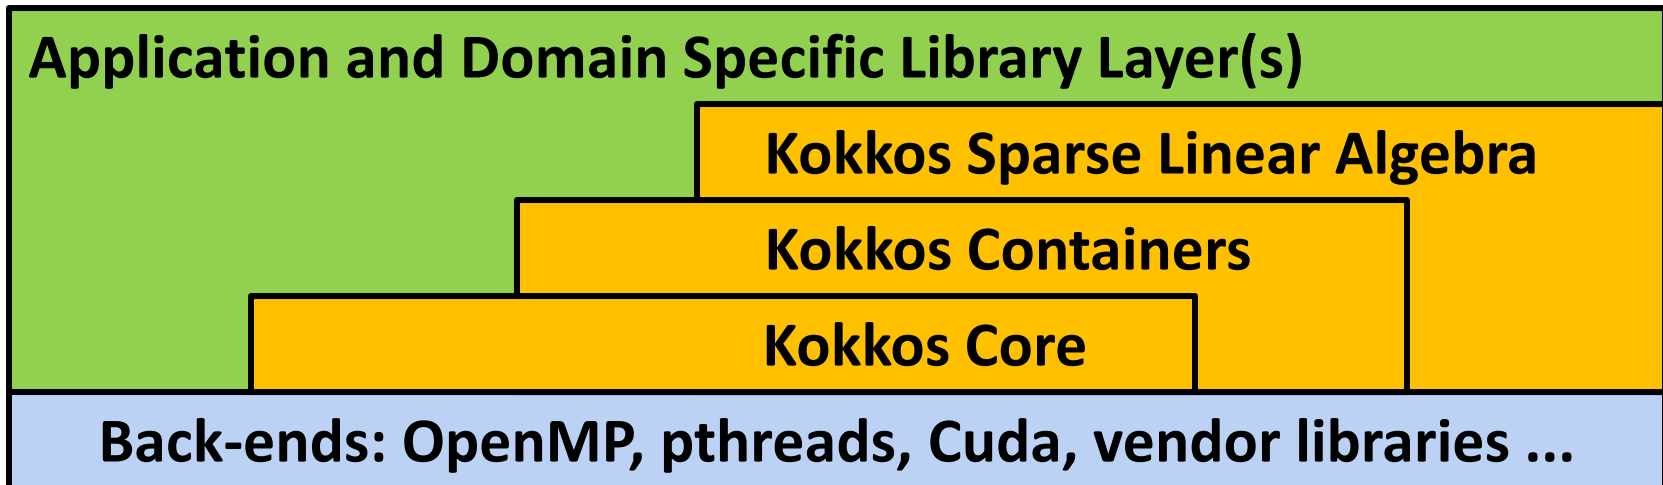 Application and Domain Specific Library Layer(s)
Kokkos Sparse Linear Algebra
Kokkos Containers
Kokkos Core
Back-ends: OpenMP, pthreads, Cuda, vendor libraries ...